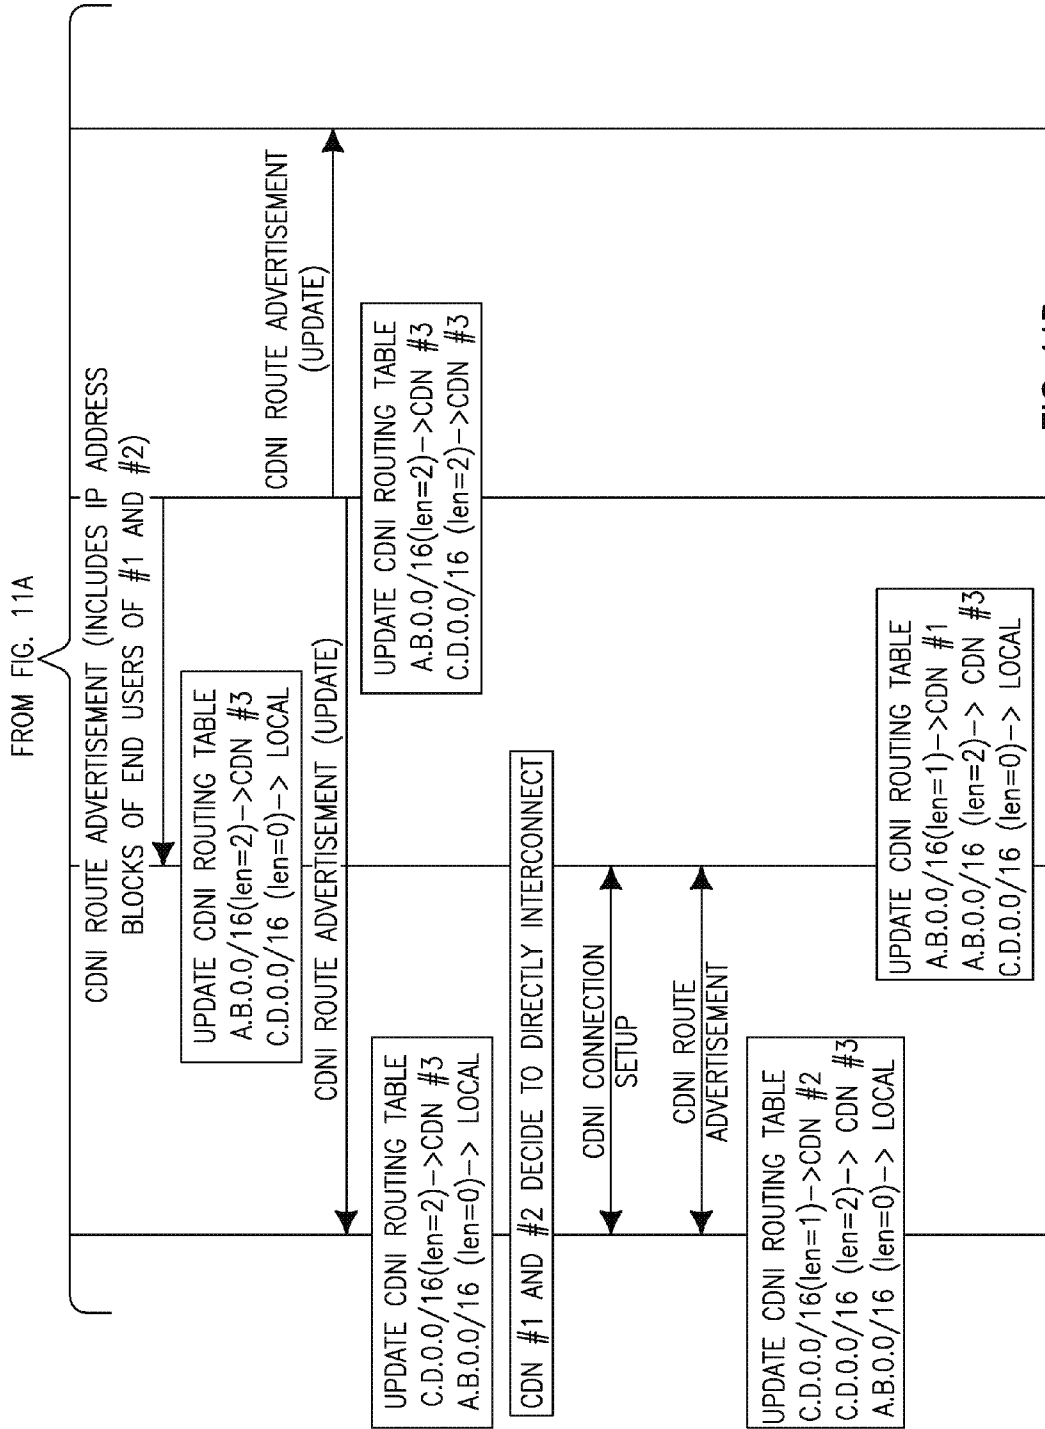 FROM FIG. 11A
CDNI ROUTE ADVERTISEMENT (INCLUDES IP ADDRESS
BLOCKS OF END USERS OF #1 AND #2)
UPDATE CDNI ROUTING TABLE
A.B.0.0/16(len=2)->CDN #3
C.D.0.0/16 (len=0)-> LOCAL
CDNI ROUTE ADVERTISEMENT
(UPDATE)
CDNI ROUTE ADVERTISEMENT (UPDATE)
UPDATE CDNI ROUTING TABLE
C.D.0.0/16(len=2)->CDN #3
A.B.0.0/16 (len=0)-> LOCAL
UPDATE CDNI ROUTING TABLE
A.B.0.0/16(len=2)->CDN #3
C.D.0.0/16 (len=2)->CDN #3
CDN #1 AND #2 DECIDE TO DIRECTLY INTERCONNECT
CDNI CONNECTION
SETUP
CDNI ROUTE
ADVERTISEMENT
UPDATE CDNI ROUTING TABLE
C.D.0.0/16(len=1)->CDN #2
C.D.0.0/16 (len=2)-> CDN #3
A.B.0.0/16 (len=0)-> LOCAL
UPDATE CDNI ROUTING TABLE
A.B.0.0/16(len=1)->CDN #1
A.B.0.0/16 (len=2)-> CDN #3
C.D.0.0/16 (len=0)-> LOCAL